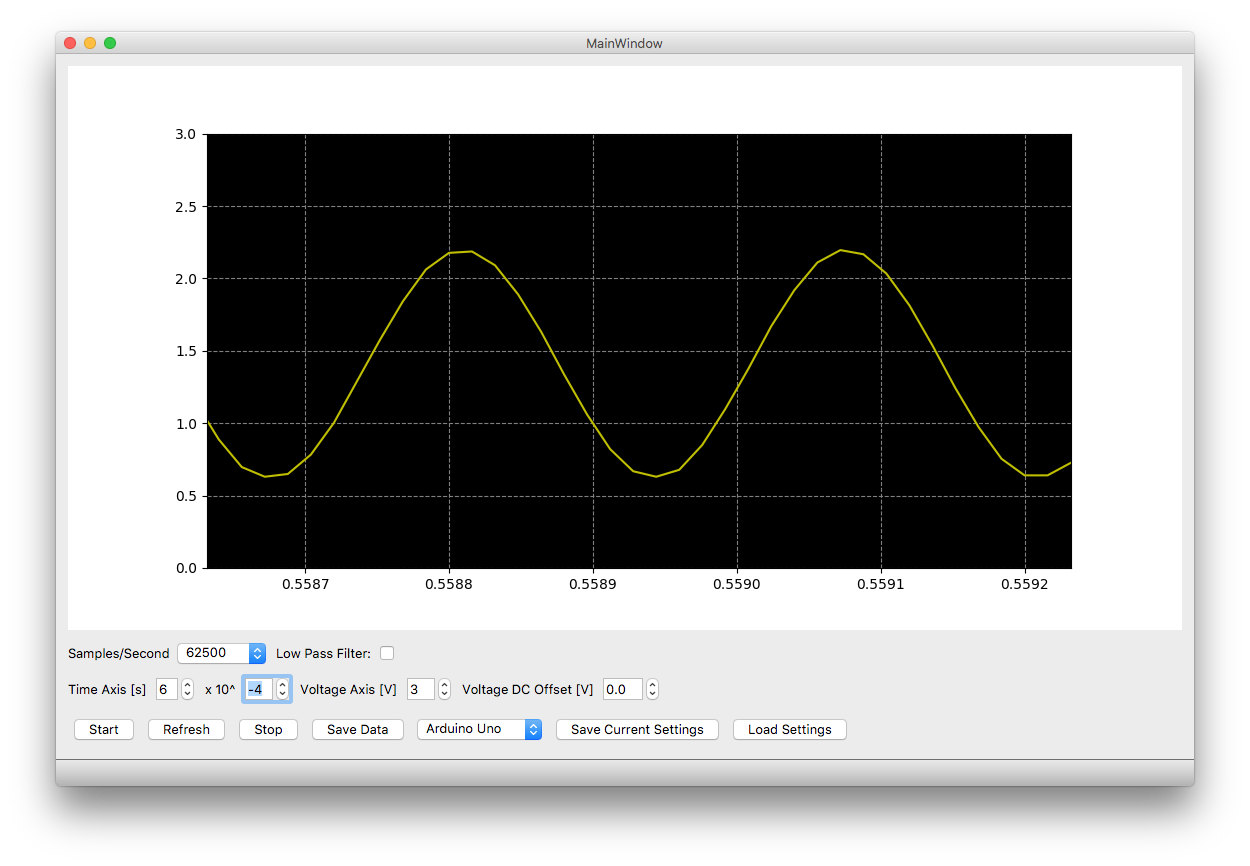 MainWindow
3.0
2.5
2.0
1.5
1.0
0.5
0.0
0.5587 0.5588 0.5589 0.5590 0.5591 0.5592
Samples/Second 62500 Low Pass Filter:
Time Axis [s] 6 x 10^ -4 Voltage Axis [V] 3 Voltage DC Offset [V] 0.0
Start Refresh Stop Save Data Arduino Uno Save Current Settings Load Settings